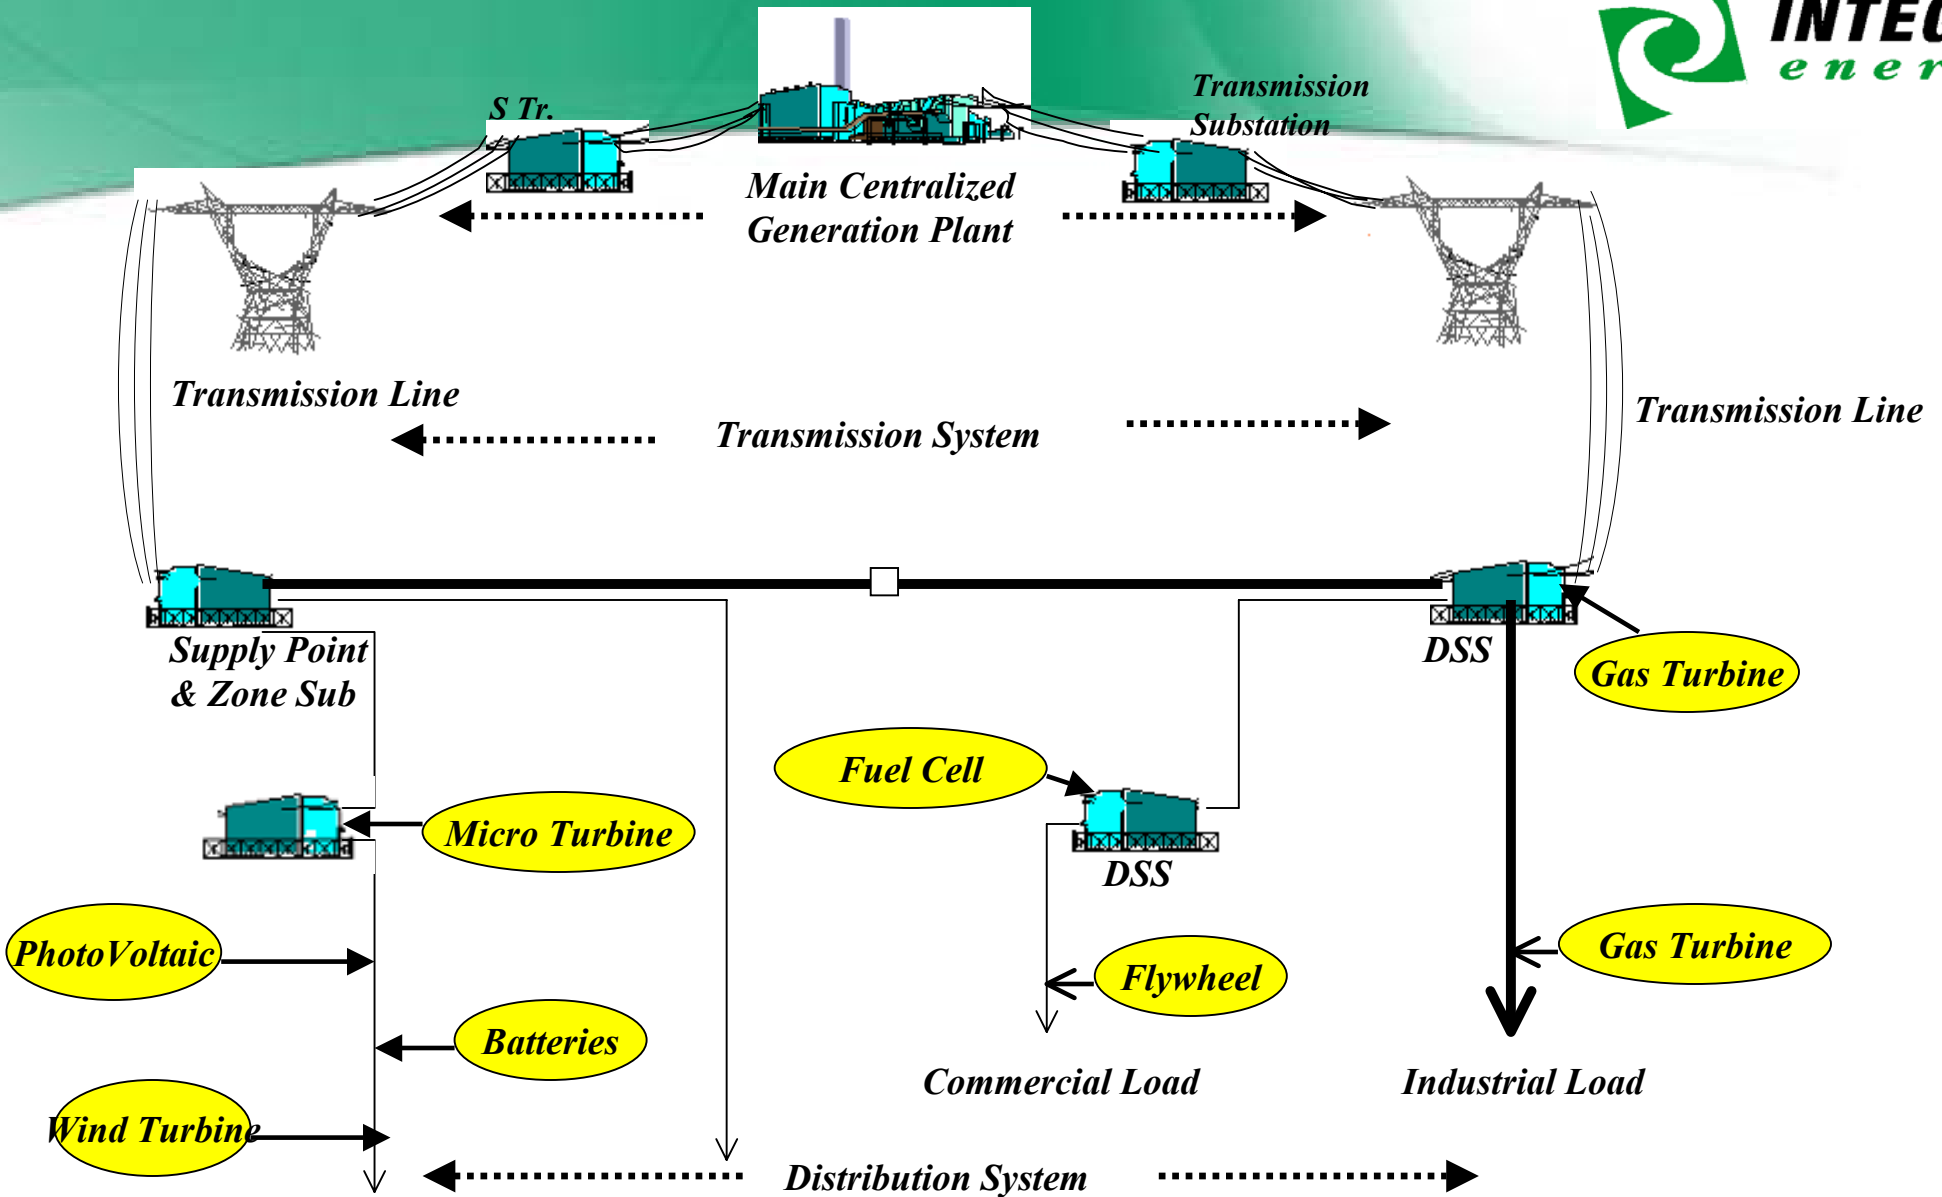 INTEG
ener
S Tr.
Transmission
Substation
Main Centralized
Generation Plant
Transmission Line
Transmission System
Transmission Line
Supply Point
& Zone Sub
DSS
Gas Turbine
Fuel Cell
Micro Turbine
DSS
PhotoVoltaic
Flywheel
Gas Turbine
Batteries
Commercial Load
Industrial Load
Wind Turbine
Distribution System